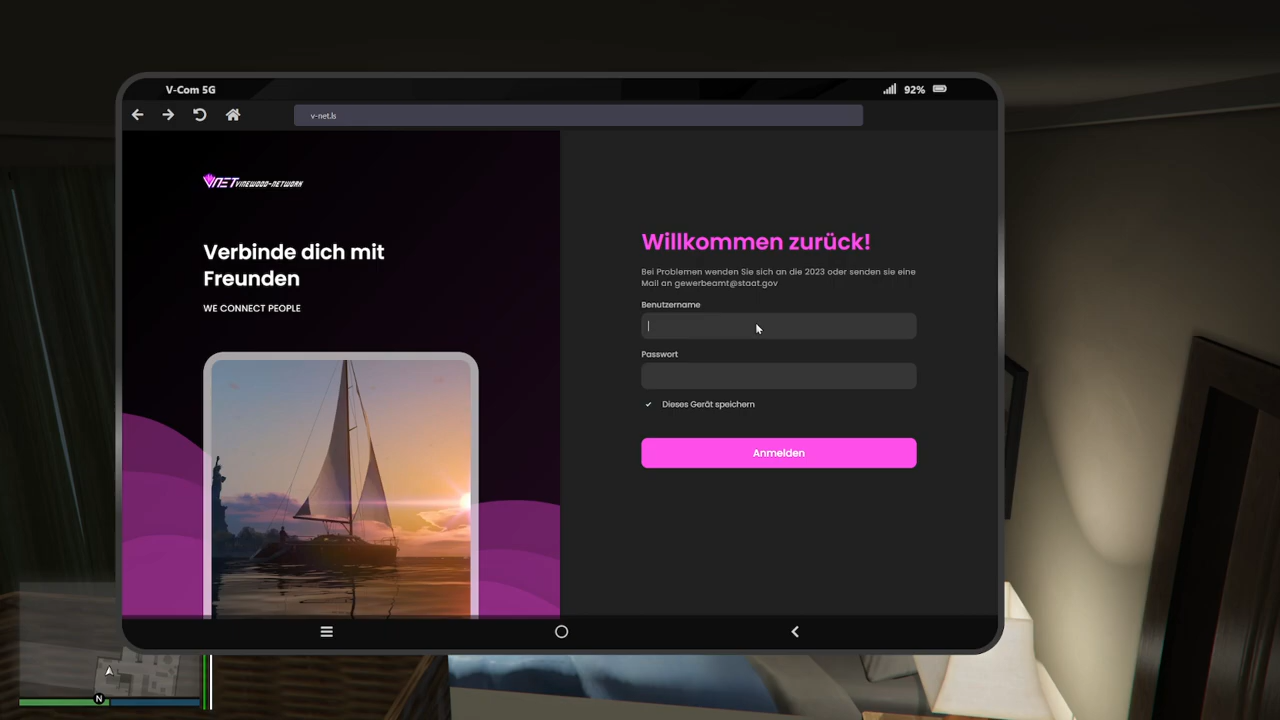 V-Com 5G
92%
v-net.ls
VNET VINEWOOD-NETWORK
Verbinde dich mit
Freunden
WE CONNECT PEOPLE
Willkommen zurück!
Bei Problemen wenden Sie sich an die 2023 oder senden sie eine
Mail an gewerbeamt@staat.gov
Benutzername
Passwort
Dieses Gerät speichern
Anmelden
N